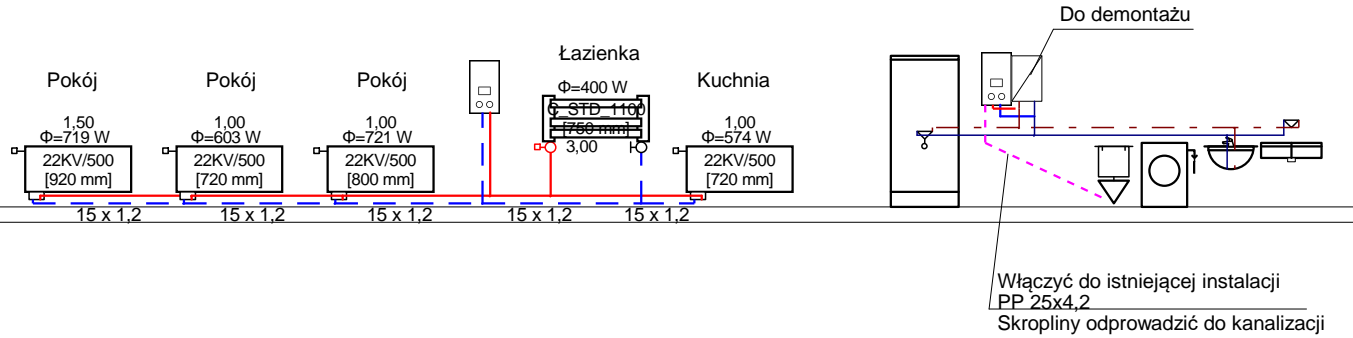 Do demontażu
Łazienka
Pokój
Pokój
Pokój
Kuchnia
Φ=400 W
C_STD_1100
[750 mm]
3,00
1,50
Φ=719 W
22KV/500
[920 mm]
1,00
Φ=603 W
22KV/500
[720 mm]
1,00
Φ=721 W
22KV/500
[800 mm]
1,00
Φ=574 W
22KV/500
[720 mm]
15 x 1,2
15 x 1,2
15 x 1,2
15 x 1,2
15 x 1,2
Włączyć do istniejącej instalacji
PP 25x4,2
Skropliny odprowadzić do kanalizacji